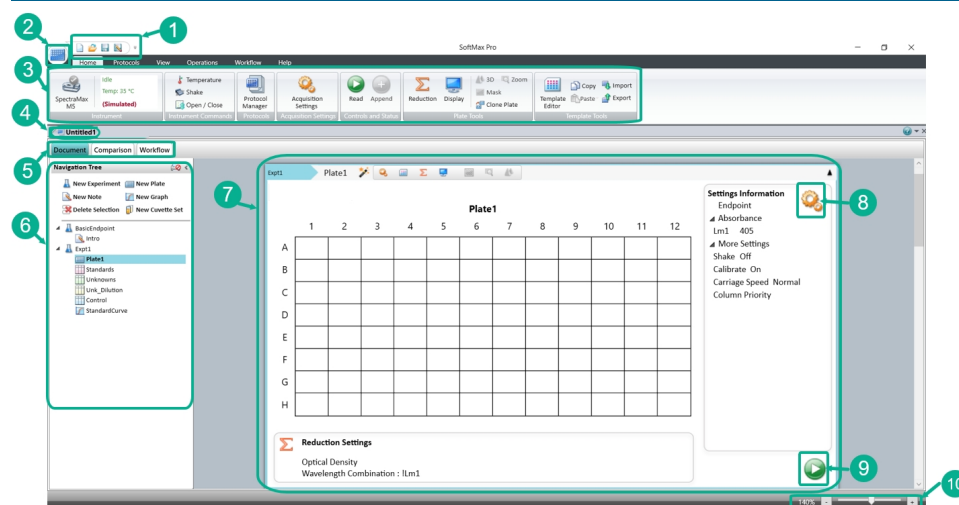 1
2
SoftMax Pro
Home Protocols View Operations Workflow Help
3
SpectraMax
M5
Idle
Temp: 35 °C
(Simulated)
Instrument
Temperature
Shake
Open / Close
Instrument Commands
Protocol
Manager
Protocols
Acquisition
Settings
Acquisition Settings
Read Append
Controls and Status
Reduction Display
3D Zoom
Mask
Clone Plate
Plate Tools
Template
Editor
Copy Import
Paste Export
Template Tools
4
Untitled1
5
Document Comparison Workflow
6
Navigation Tree
New Experiment New Plate
New Note New Graph
Delete Selection New Cuvette Set
BasicEndpoint
Intro
Expt1
Plate1
Standards
Unknowns
Unk_Dilution
Control
StandardCurve
7
Expt1 Plate1
Plate1
1 2 3 4 5 6 7 8 9 10 11 12
A
B
C
D
E
F
G
H
Settings Information
Endpoint
Absorbance
Lm1 405
More Settings
Shake Off
Calibrate On
Carriage Speed Normal
Column Priority
8
Σ Reduction Settings
Optical Density
Wavelength Combination : !Lm1
9
10
140% - +